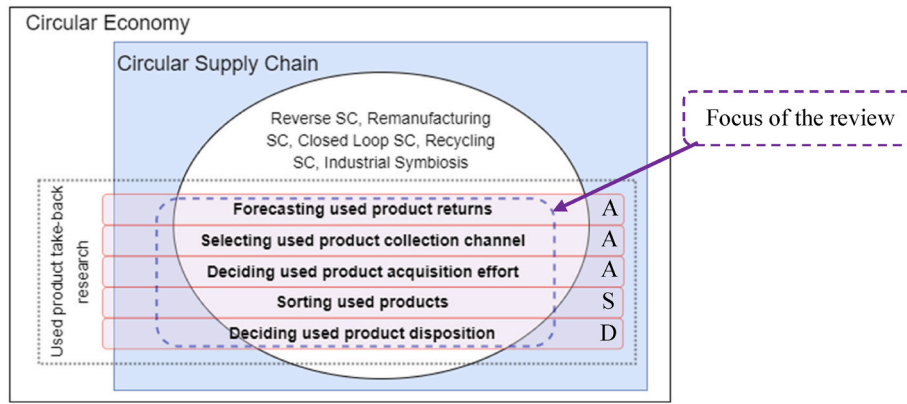 Circular Economy
Circular Supply Chain
Focus of the review
Reverse SC, Remanufacturing
SC, Closed Loop SC, Recycling
SC, Industrial Symbiosis
Used product take-back
research
Forecasting used product returns A
Selecting used product collection channel A
Deciding used product acquisition effort A
Sorting used products S
Deciding used product disposition D